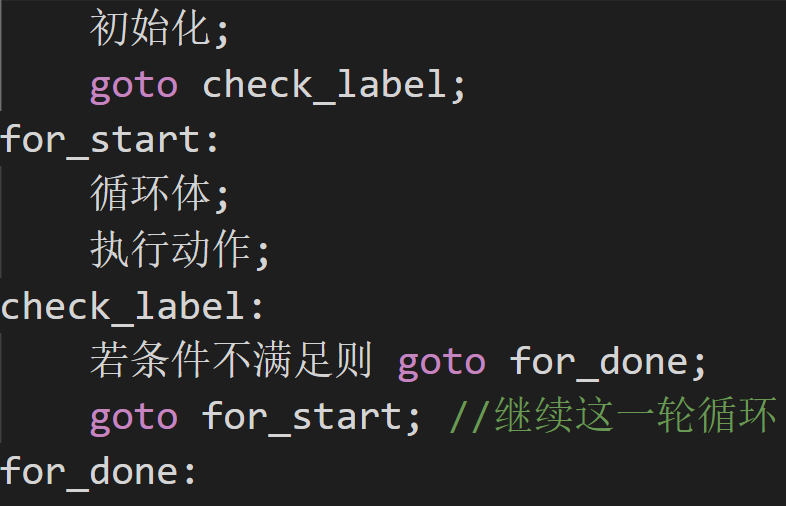 初始化;
goto check_label;
for_start:
循环体;
执行动作;
check_label:
若条件不满足则 goto for_done;
goto for_start; //继续这一轮循环
for_done: